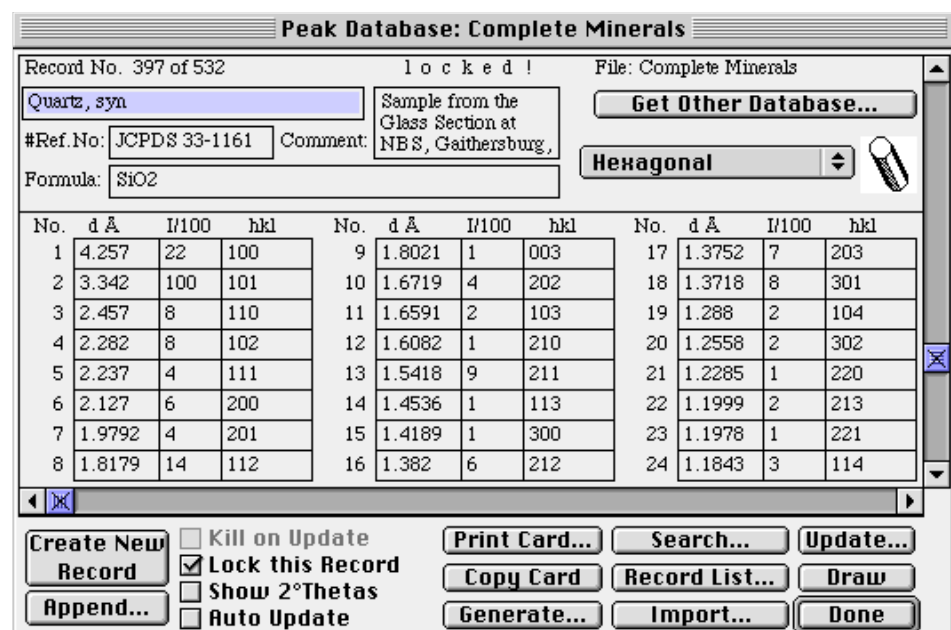 Peak Database: Complete Minerals
Record No. 397 of 532 locked! File: Complete Minerals
Quartz, syn
Sample from the
Glass Section at
NBS, Gaithersburg,
Get Other Database...
#Ref.No: JCPDS 33-1161 Comment:
Hexagonal
Formula: SiO2
No. d Å I/100 hkl No. d Å I/100 hkl No. d Å I/100 hkl
1 4.257 22 100 9 1.8021 1 003 17 1.3752 7 203
2 3.342 100 101 10 1.6719 4 202 18 1.3718 8 301
3 2.457 8 110 11 1.6591 2 103 19 1.288 2 104
4 2.282 8 102 12 1.6082 1 210 20 1.2558 2 302
5 2.237 4 111 13 1.5418 9 211 21 1.2285 1 220
6 2.127 6 200 14 1.4536 1 113 22 1.1999 2 213
7 1.9792 4 201 15 1.4189 1 300 23 1.1978 1 221
8 1.8179 14 112 16 1.382 6 212 24 1.1843 3 114
Create New
Record
Append...
Kill on Update
Lock this Record
Show 2°Thetas
Auto Update
Print Card... Search... Update...
Copy Card Record List... Draw
Generate... Import... Done